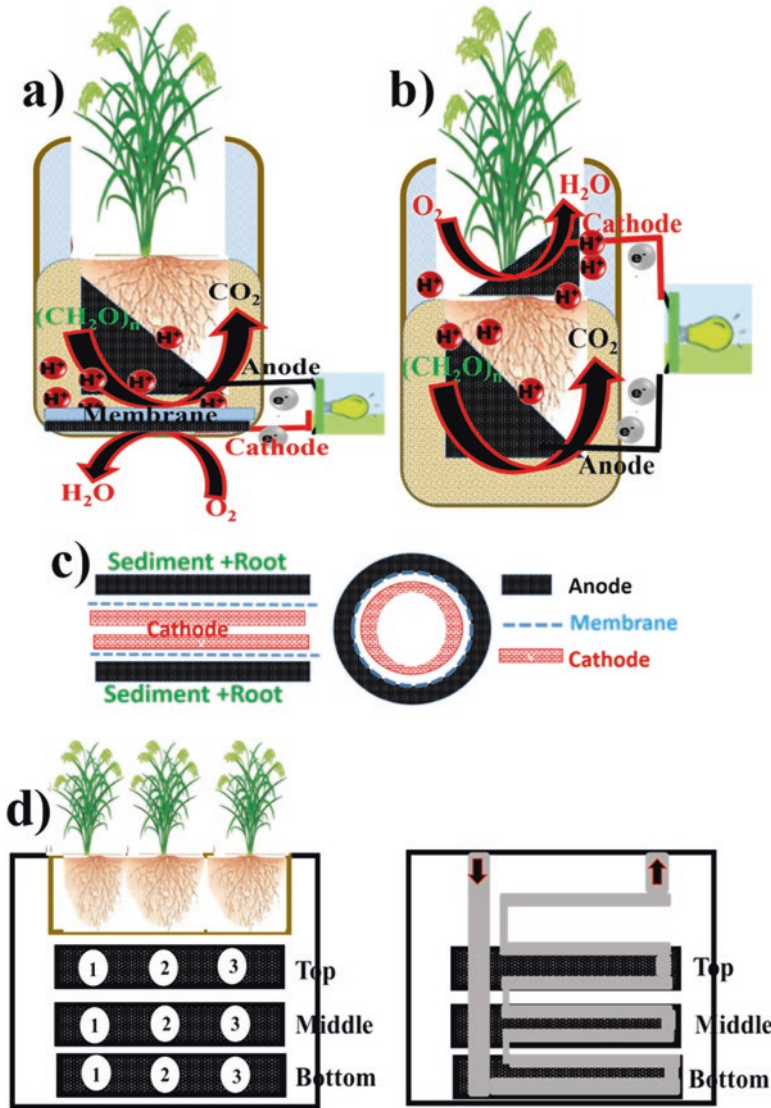 a)
CO₂
(CH₂O)ₙ
H⁺
H⁺
H⁺
H⁺
H⁺
H⁺
H⁺
Anode
e⁻
Membrane
e⁻
Cathode
H₂O
O₂
b)
H₂O
O₂
Cathode
H⁺
H⁺
H⁺
H⁺
H⁺
e⁻
H⁺
H⁺
CO₂
(CH₂O)ₙ
H⁺
e⁻
e⁻
Anode
c)
Sediment +Root
Cathode
Sediment +Root
Anode
Membrane
Cathode
d)
1 2 3 Top
1 2 3 Middle
1 2 3 Bottom
Top
Middle
Bottom